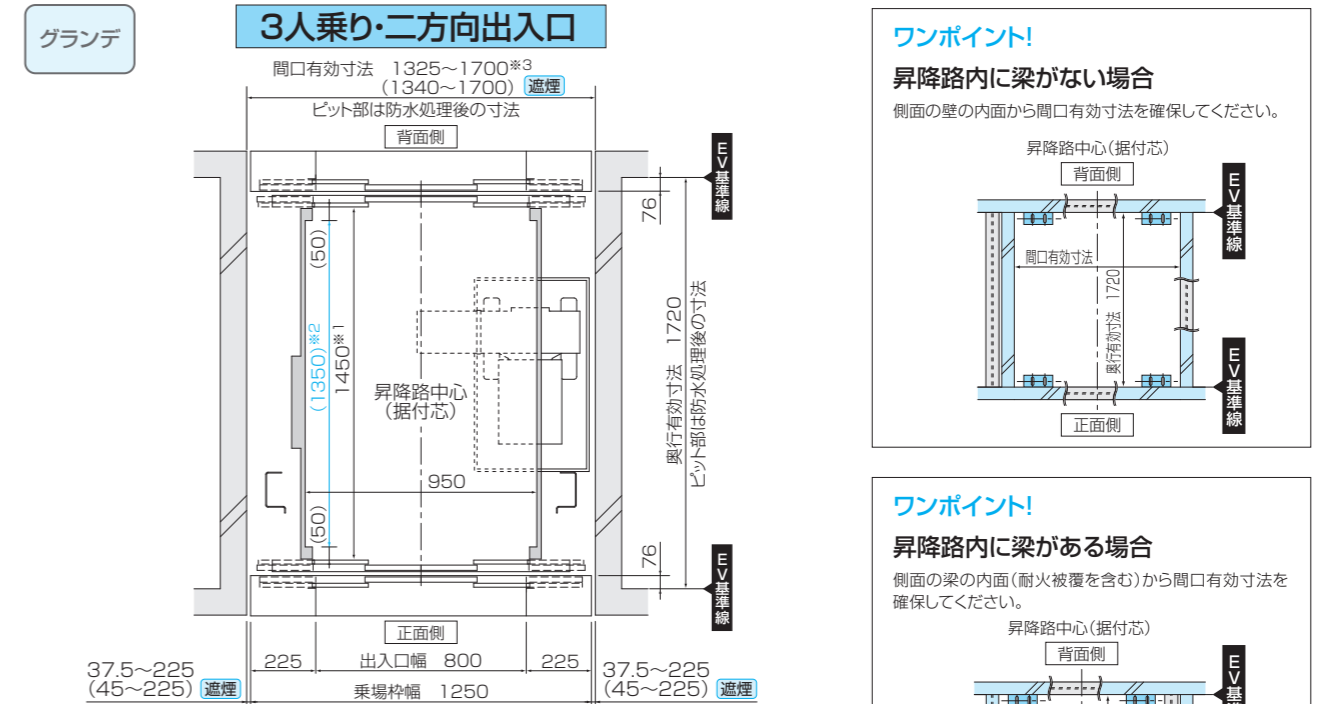 グランデ
3人乗り・二方向出入口
間口有効寸法 1325～1700※3
(1340～1700) 遮煙
ピット部は防水処理後の寸法
背面側
EV基準線
76
(50)
(1350)※2
1450※1
昇降路中心
(据付芯)
奥行有効寸法 1720
ピット部は防水処理後の寸法
950
(50)
76
EV基準線
正面側
225
出入口幅 800
225
37.5～225
(45～225) 遮煙
乗場枠幅 1250
37.5～225
(45～225) 遮煙
ワンポイント!
昇降路内に梁がない場合
側面の壁の内面から間口有効寸法を確保してください。
昇降路中心(据付芯)
背面側
EV基準線
間口有効寸法
奥行有効寸法 1720
EV基準線
正面側
ワンポイント!
昇降路内に梁がある場合
側面の梁の内面(耐火被覆を含む)から間口有効寸法を
確保してください。
昇降路中心(据付芯)
背面側
EV基